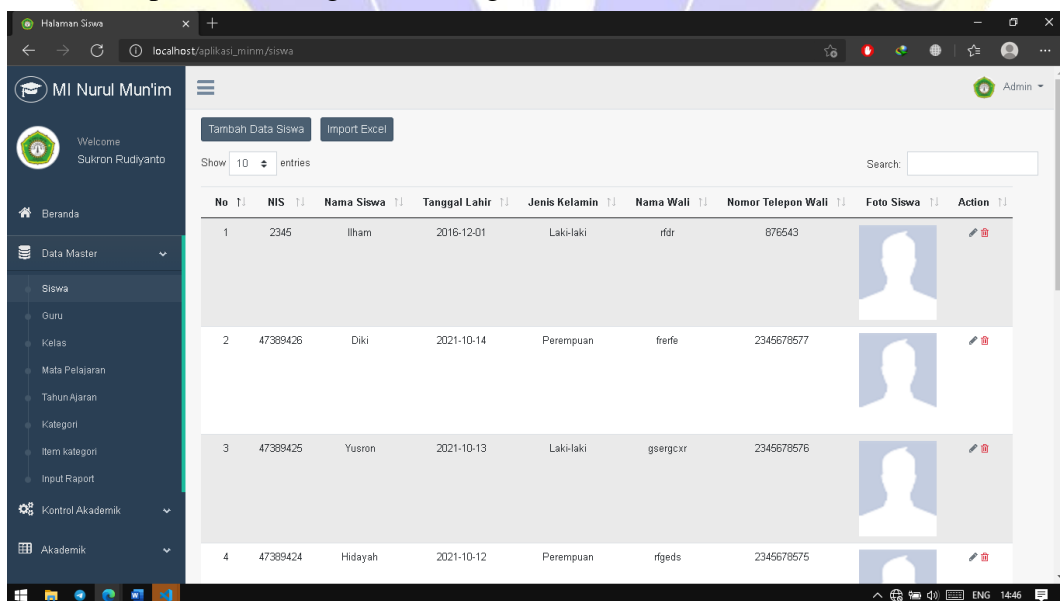 Halaman Siswa
localhost/aplikasi_minm/siswa
MI Nurul Mun'im
Admin
Welcome
Sukron Rudiyanto
Tambah Data Siswa Import Excel
Show 10 entries
Search:
Beranda
Data Master
Siswa
Guru
Kelas
Mata Pelajaran
Tahun Ajaran
Kategori
Item kategori
Input Raport
Kontrol Akademik
Akademik
No NIS Nama Siswa Tanggal Lahir Jenis Kelamin Nama Wali Nomor Telepon Wali Foto Siswa Action
1 2345 Ilham 2016-12-01 Laki-laki rfdr 876543
2 47389426 Diki 2021-10-14 Perempuan frerfe 2345678577
3 47389425 Yusron 2021-10-13 Laki-laki gsergcxr 2345678576
4 47389424 Hidayah 2021-10-12 Perempuan rfgeds 2345678575
ENG 14:46